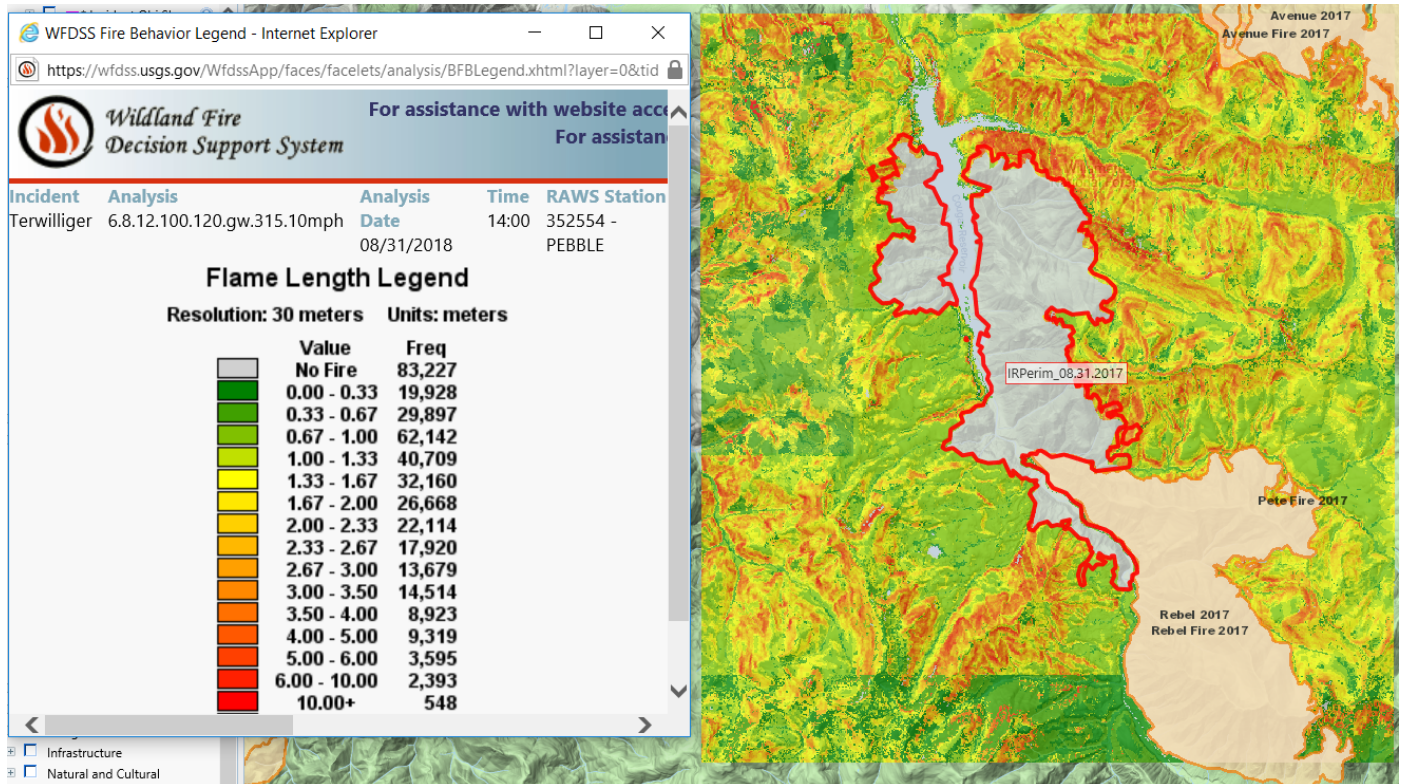 WFDSS Fire Behavior Legend - Internet Explorer
https://wfdss.usgs.gov/WfdssApp/faces/facelets/analysis/BFBLegend.xhtml?layer=0&tid
Wildland Fire
Decision Support System
For assistance with website acce
For assistan
Incident Analysis Analysis Time RAWS Station
Terwilliger 6.8.12.100.120.gw.315.10mph Date 14:00 352554 -
08/31/2018 PEBBLE
Flame Length Legend
Resolution: 30 meters Units: meters
Value Freq
No Fire 83,227
0.00 - 0.33 19,928
0.33 - 0.67 29,897
0.67 - 1.00 62,142
1.00 - 1.33 40,709
1.33 - 1.67 32,160
1.67 - 2.00 26,668
2.00 - 2.33 22,114
2.33 - 2.67 17,920
2.67 - 3.00 13,679
3.00 - 3.50 14,514
3.50 - 4.00 8,923
4.00 - 5.00 9,319
5.00 - 6.00 3,595
6.00 - 10.00 2,393
10.00+ 548
Infrastructure
Natural and Cultural
Avenue 2017
Avenue Fire 2017
IRPerim_08.31.2017
Pete Fire 2017
Rebel 2017
Rebel Fire 2017